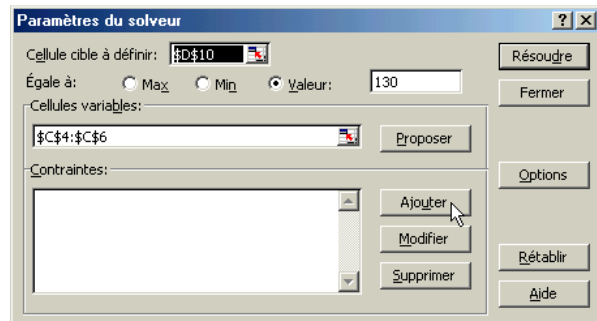 Paramètres du solveur
Cellule cible à définir: $D$10
Résoudre
Égale à: Max Min Valeur: 130
Fermer
Cellules variables:
$C$4:$C$6
Proposer
Contraintes:
Options
Ajouter
Modifier
Rétablir
Supprimer
Aide